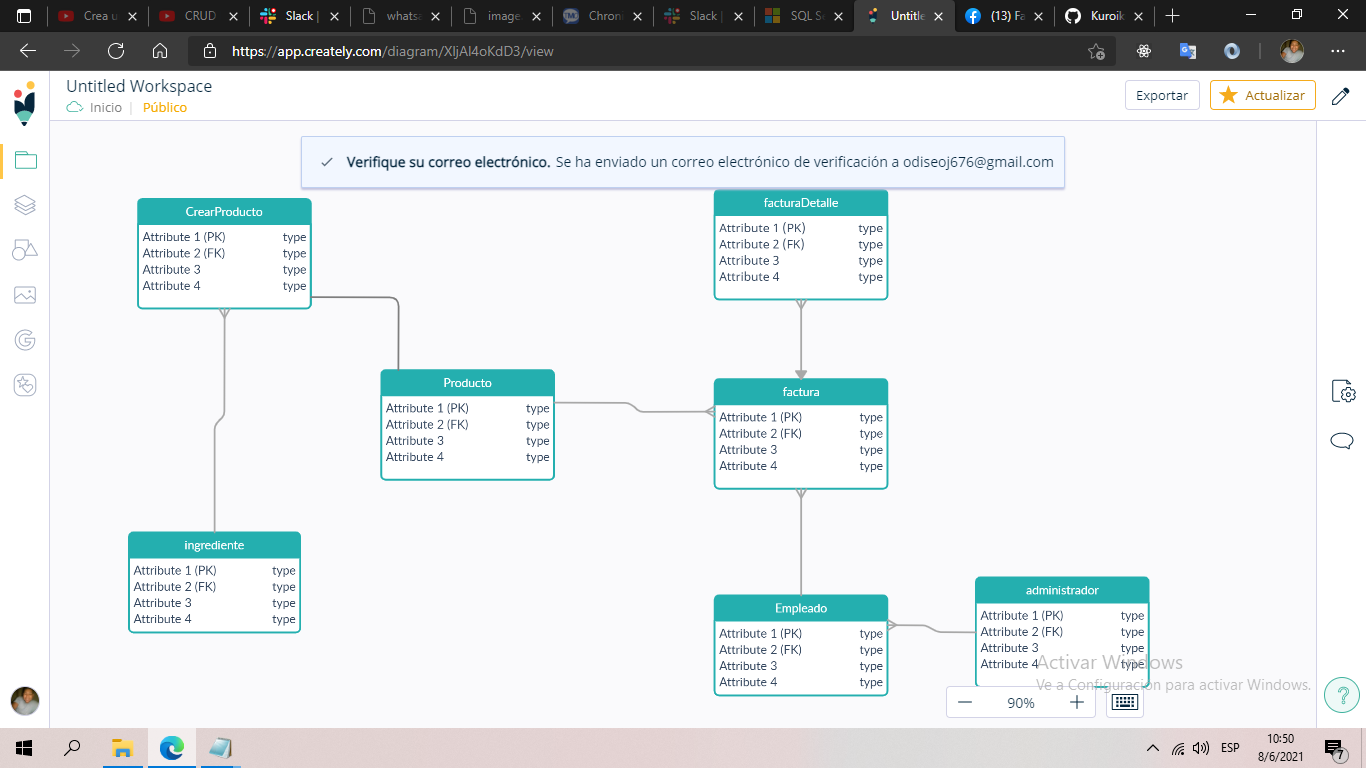 Crea u
CRUD
Slack |
whats
image
Chron
Slack |
SQL S
Untitle
(13) Fa
Kuroik
https://app.creately.com/diagram/XIjAl4oKdD3/view
Untitled Workspace
Inicio | Público
Exportar
Actualizar
Verifique su correo electrónico. Se ha enviado un correo electrónico de verificación a odiseoj676@gmail.com
CrearProducto
Attribute 1 (PK) type
Attribute 2 (FK) type
Attribute 3 type
Attribute 4 type
facturaDetalle
Attribute 1 (PK) type
Attribute 2 (FK) type
Attribute 3 type
Attribute 4 type
Producto
Attribute 1 (PK) type
Attribute 2 (FK) type
Attribute 3 type
Attribute 4 type
factura
Attribute 1 (PK) type
Attribute 2 (FK) type
Attribute 3 type
Attribute 4 type
ingrediente
Attribute 1 (PK) type
Attribute 2 (FK) type
Attribute 3 type
Attribute 4 type
Empleado
Attribute 1 (PK) type
Attribute 2 (FK) type
Attribute 3 type
Attribute 4 type
administrador
Attribute 1 (PK) type
Attribute 2 (FK) type
Attribute 3 type
Attribute 4 type
Activar Windows
Ve a Configuración para activar Windows.
90%
?
ESP
10:50
8/6/2021
7